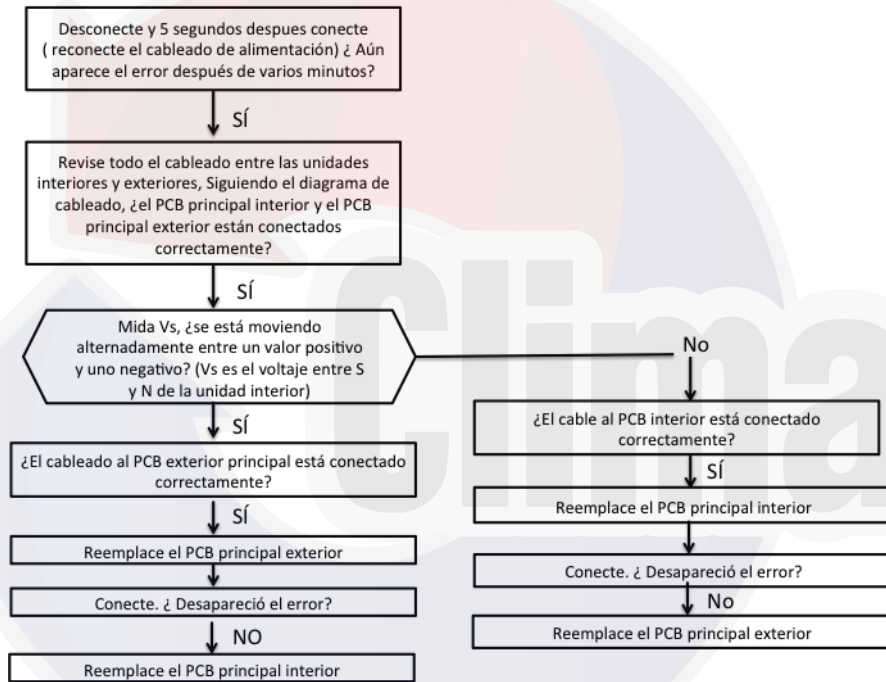 Desconecte y 5 segundos despues conecte
( reconecte el cableado de alimentación) ¿ Aún
aparece el error después de varios minutos?
SÍ
Revise todo el cableado entre las unidades
interiores y exteriores, Siguiendo el diagrama de
cableado, ¿el PCB principal interior y el PCB
principal exterior están conectados
correctamente?
SÍ
Mida Vs, ¿se está moviendo
alternadamente entre un valor positivo
y uno negativo? (Vs es el voltaje entre S
y N de la unidad interior)
SÍ
¿El cableado al PCB exterior principal está conectado
correctamente?
SÍ
Reemplace el PCB principal exterior
Conecte. ¿ Desapareció el error?
NO
Reemplace el PCB principal interior
No
¿El cable al PCB interior está conectado
correctamente?
SÍ
Reemplace el PCB principal interior
Conecte. ¿ Desapareció el error?
No
Reemplace el PCB principal exterior
Clima